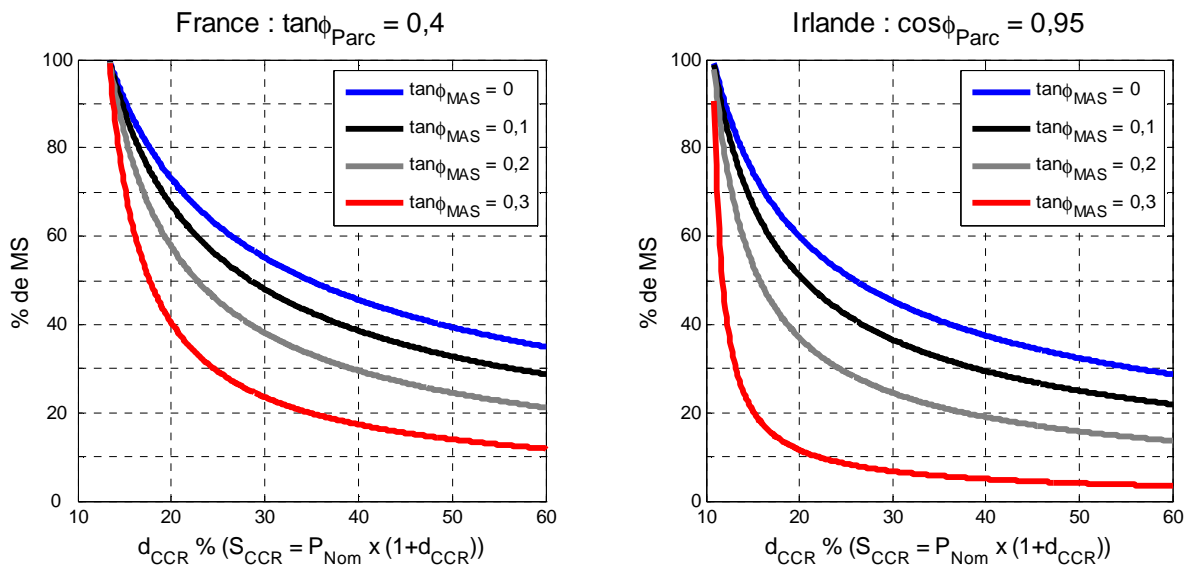 France : tanϕParc = 0,4
100
80
60
40
20
0
% de MS
tanϕMAS = 0
tanϕMAS = 0,1
tanϕMAS = 0,2
tanϕMAS = 0,3
10 20 30 40 50 60
dCCR % (SCCR = PNom x (1+dCCR))
Irlande : cosϕParc = 0,95
100
80
60
40
20
0
% de MS
tanϕMAS = 0
tanϕMAS = 0,1
tanϕMAS = 0,2
tanϕMAS = 0,3
10 20 30 40 50 60
dCCR % (SCCR = PNom x (1+dCCR))